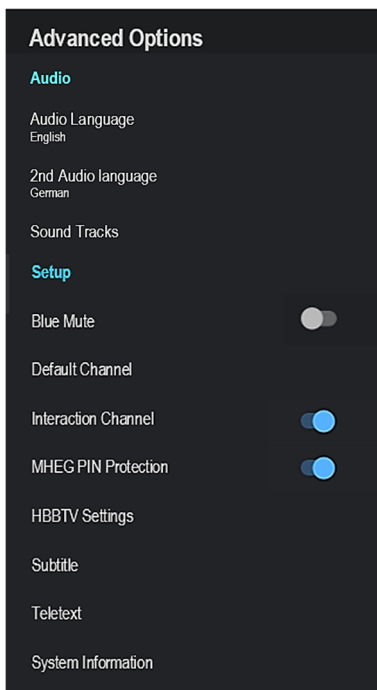 Advanced Options
Audio
Audio Language
English
2nd Audio language
German
Sound Tracks
Setup
Blue Mute
Default Channel
Interaction Channel
MHEG PIN Protection
HBBTV Settings
Subtitle
Teletext
System Information